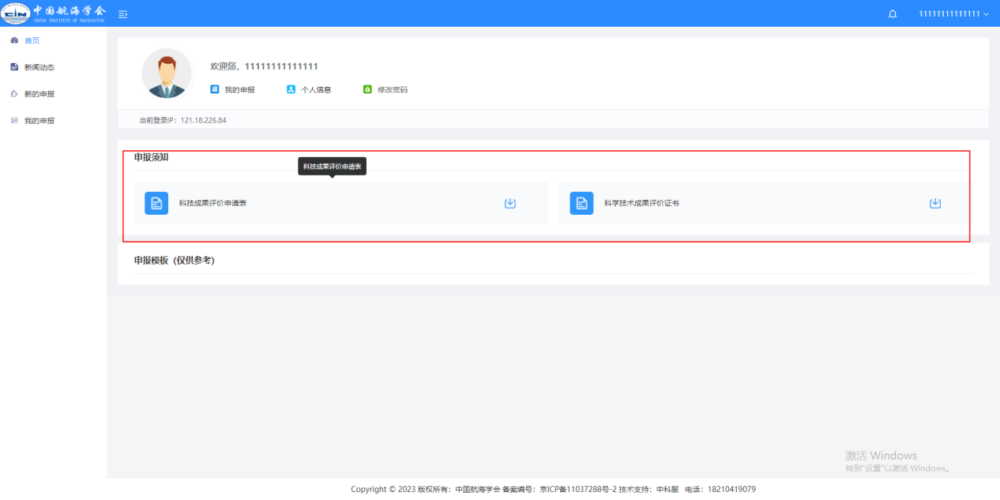 中国航海学会
CHINA INSTITUTE OF NAVIGATION
11111111111111
首页
新闻动态
新的申报
我的申报
欢迎您，11111111111111
我的申报 个人信息 修改密码
当前登录IP：121.18.226.84
申报须知
科技成果评价申请表
科技成果评价申请表 科学技术成果评价证书
申报模板（仅供参考）
激活 Windows
转到"设置"以激活 Windows。
Copyright © 2023 版权所有：中国航海学会 备案编号：京ICP备11037288号-2 技术支持：中科服 电话：18210419079